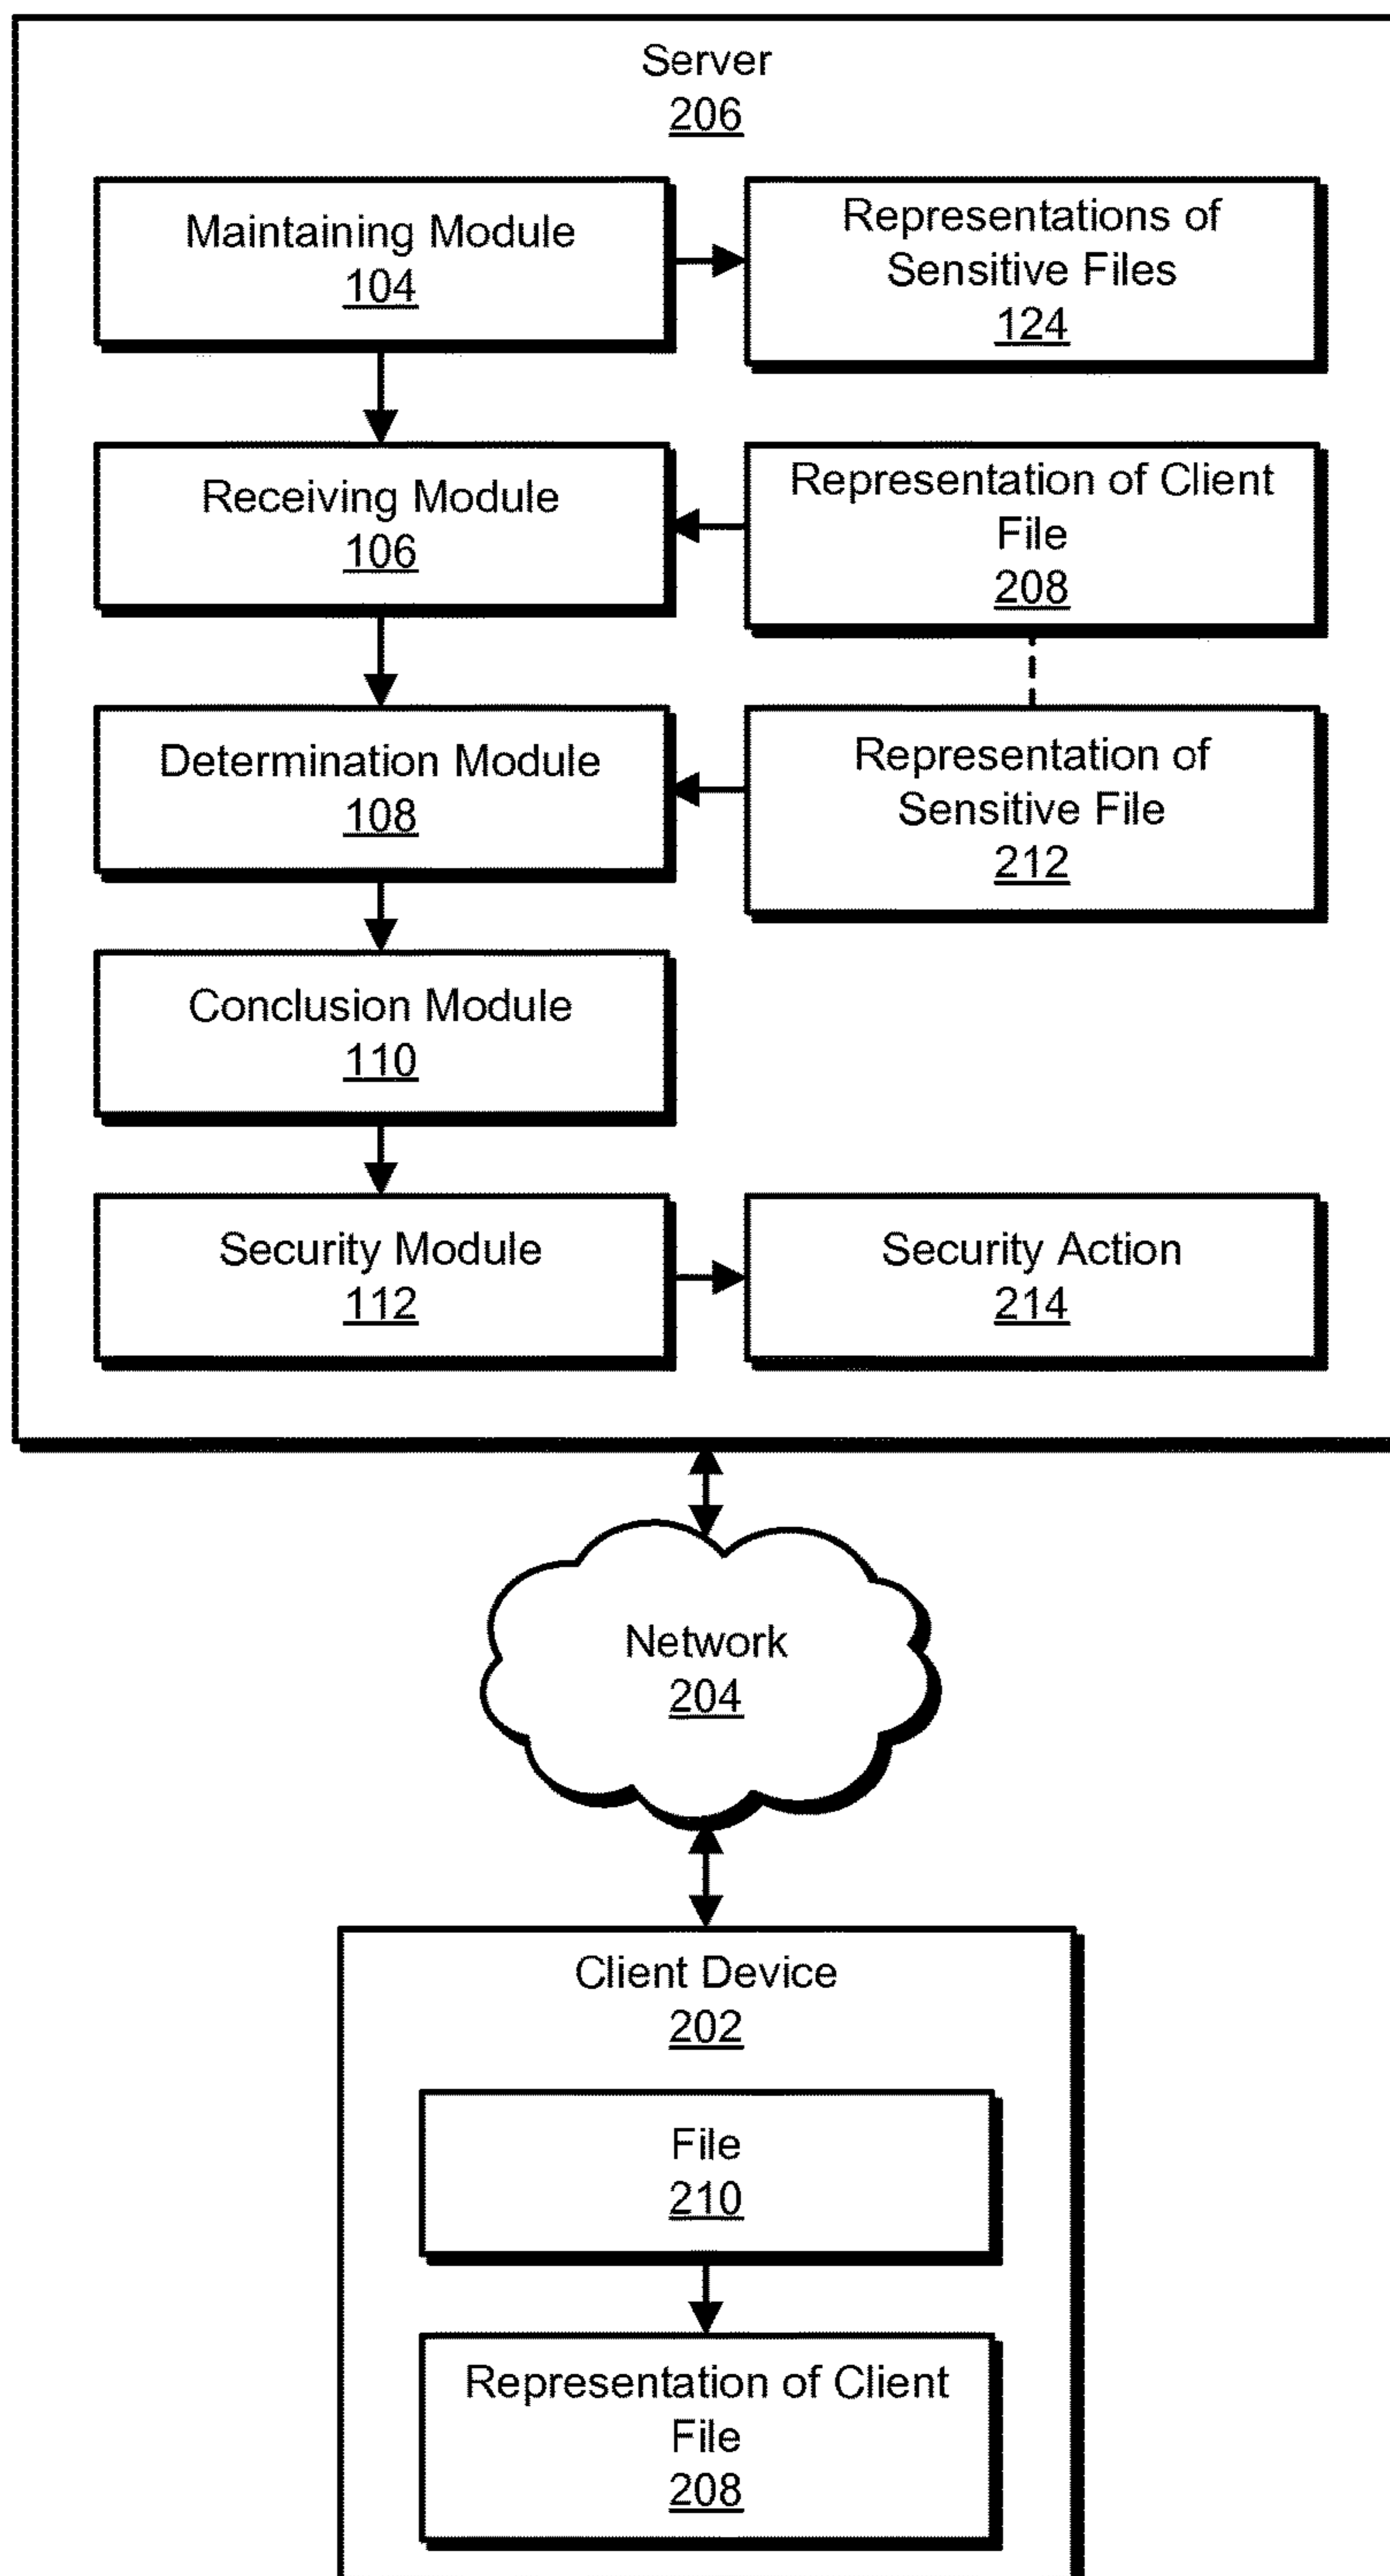 Server
206
Maintaining Module
104
Representations of
Sensitive Files
124
Receiving Module
106
Representation of Client
File
208
Determination Module
108
Representation of
Sensitive File
212
Conclusion Module
110
Security Module
112
Security Action
214
Network
204
Client Device
202
File
210
Representation of Client
File
208